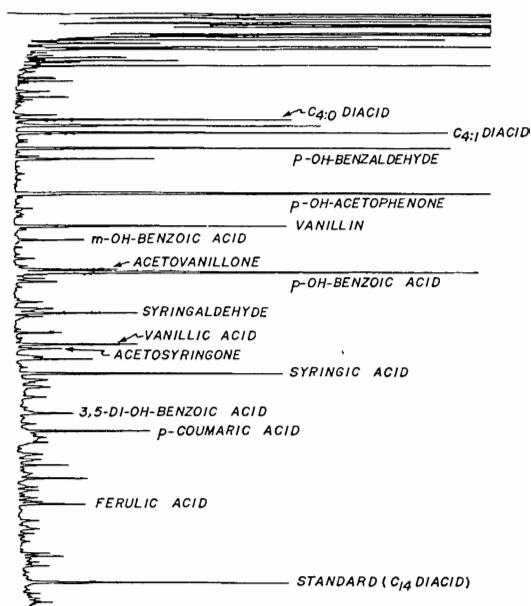 C4:0 DIACID
C4:1 DIACID
p-OH-BENZALDEHYDE
p-OH-ACETOPHENONE
VANILLIN
m-OH-BENZOIC ACID
ACETOVANILLONE
p-OH-BENZOIC ACID
SYRINGALDEHYDE
VANILLIC ACID
ACETOSYRINGONE
SYRINGIC ACID
3,5-DI-OH-BENZOIC ACID
p-COUMARIC ACID
FERULIC ACID
STANDARD (C14 DIACID)